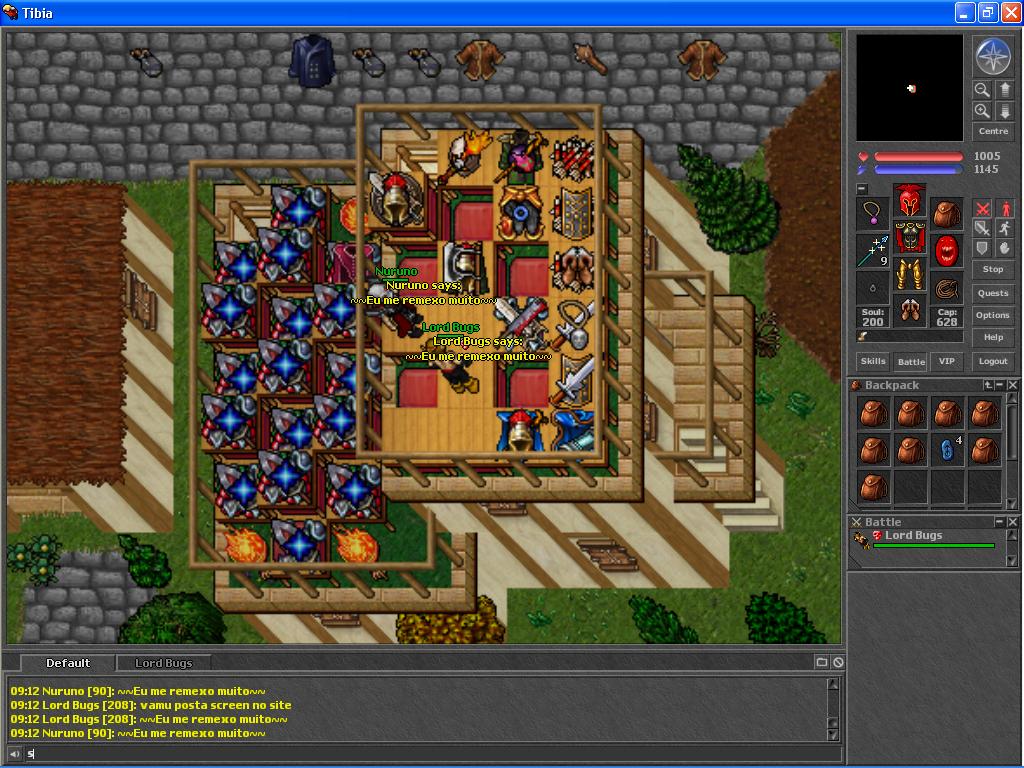 Tibia
Centre
1005
1145
9
Soul:
200
Cap:
628
Stop
Quests
Options
Help
Skills
Battle
VIP
Logout
Backpack
4
Battle
Lord Bugs
Nuruno
Nuruno says:
~~Eu me remexo muito~~
Lord Bugs
Lord Bugs says:
~~Eu me remexo muito~~
Default
Lord Bugs
09:12 Nuruno [90]: ~~Eu me remexo muito~~
09:12 Lord Bugs [208]: vamu posta screen no site
09:12 Lord Bugs [208]: ~~Eu me remexo muito~~
09:12 Nuruno [90]: ~~Eu me remexo muito~~
s